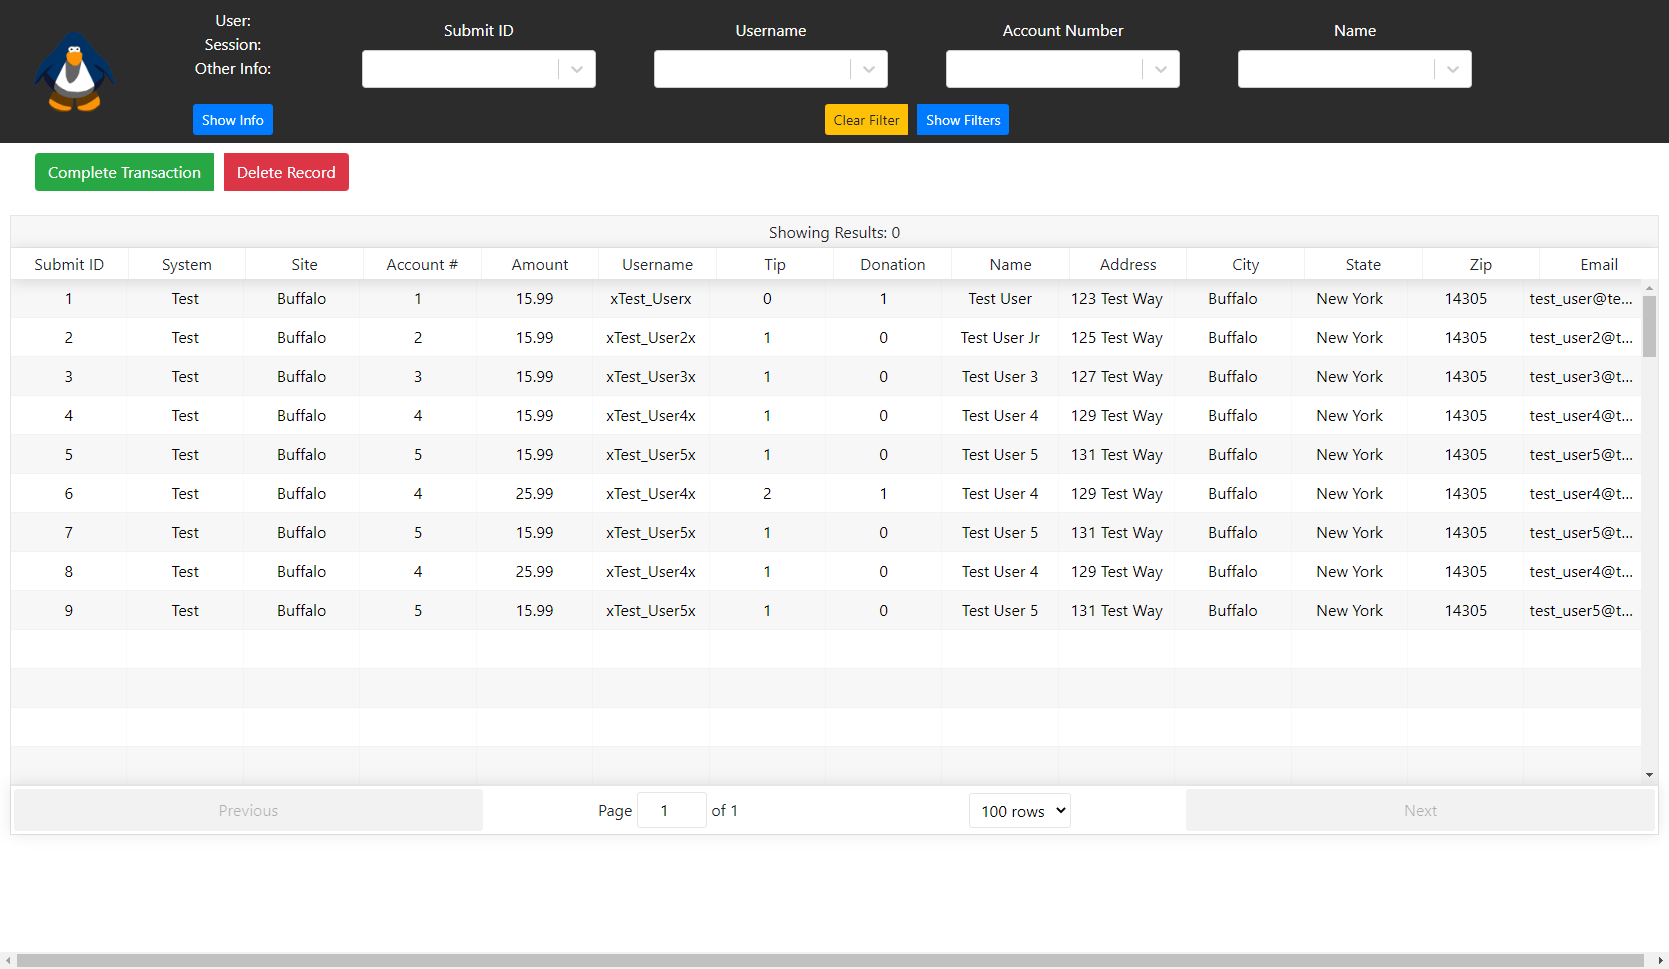 User:
Session:
Other Info:
Submit ID Username Account Number Name
Show Info Clear Filter Show Filters
Complete Transaction Delete Record
Showing Results: 0
Submit ID System Site Account # Amount Username Tip Donation Name Address City State Zip Email
1 Test Buffalo 1 15.99 xTest_Userx 0 1 Test User 123 Test Way Buffalo New York 14305 test_user@te...
2 Test Buffalo 2 15.99 xTest_User2x 1 0 Test User Jr 125 Test Way Buffalo New York 14305 test_user2@t...
3 Test Buffalo 3 15.99 xTest_User3x 1 0 Test User 3 127 Test Way Buffalo New York 14305 test_user3@t...
4 Test Buffalo 4 15.99 xTest_User4x 1 0 Test User 4 129 Test Way Buffalo New York 14305 test_user4@t...
5 Test Buffalo 5 15.99 xTest_User5x 1 0 Test User 5 131 Test Way Buffalo New York 14305 test_user5@t...
6 Test Buffalo 4 25.99 xTest_User4x 2 1 Test User 4 129 Test Way Buffalo New York 14305 test_user4@t...
7 Test Buffalo 5 15.99 xTest_User5x 1 0 Test User 5 131 Test Way Buffalo New York 14305 test_user5@t...
8 Test Buffalo 4 25.99 xTest_User4x 1 0 Test User 4 129 Test Way Buffalo New York 14305 test_user4@t...
9 Test Buffalo 5 15.99 xTest_User5x 1 0 Test User 5 131 Test Way Buffalo New York 14305 test_user5@t...
Previous Page 1 of 1 100 rows Next